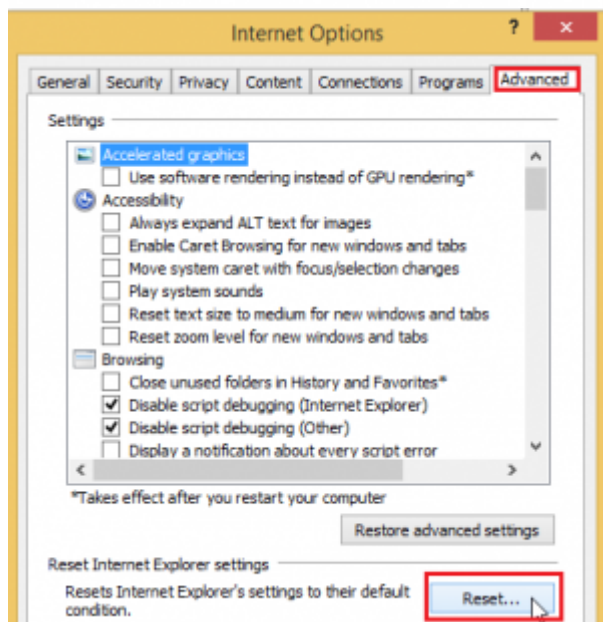 Internet Options
? ×
General Security Privacy Content Connections Programs Advanced
Settings
Accelerated graphics
Use software rendering instead of GPU rendering*
Accessibility
Always expand ALT text for images
Enable Caret Browsing for new windows and tabs
Move system caret with focus/selection changes
Play system sounds
Reset text size to medium for new windows and tabs
Reset zoom level for new windows and tabs
Browsing
Close unused folders in History and Favorites*
Disable script debugging (Internet Explorer)
Disable script debugging (Other)
Display a notification about every script error
*Takes effect after you restart your computer
Restore advanced settings
Reset Internet Explorer settings
Resets Internet Explorer's settings to their default
condition.
Reset...